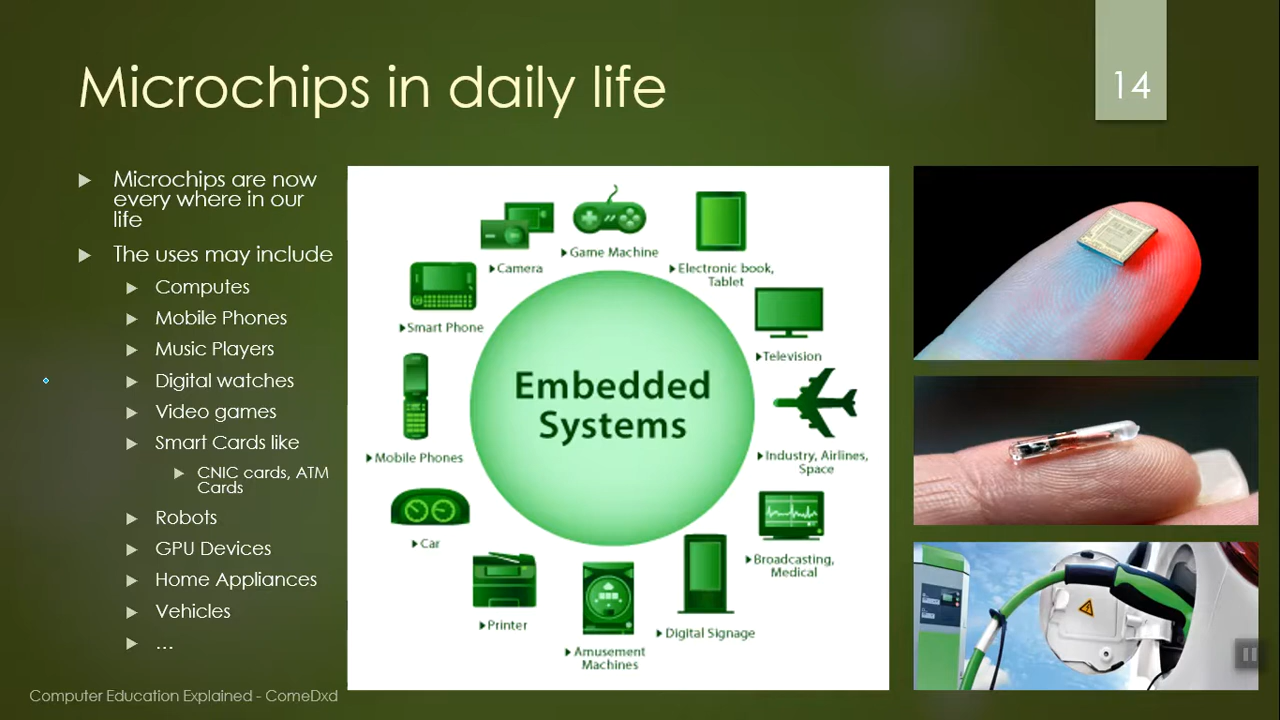 Microchips in daily life
14
Microchips are now
every where in our
life
The uses may include
Computes
Mobile Phones
Music Players
Digital watches
Video games
Smart Cards like
CNIC cards, ATM
Cards
Robots
GPU Devices
Home Appliances
Vehicles
...
Game Machine
Camera
Electronic book,
Tablet
Smart Phone
Television
Embedded
Systems
Mobile Phones
Industry, Airlines,
Space
Car
Broadcasting,
Medical
Printer
Digital Signage
Amusement
Machines
Computer Education Explained - ComeDxd